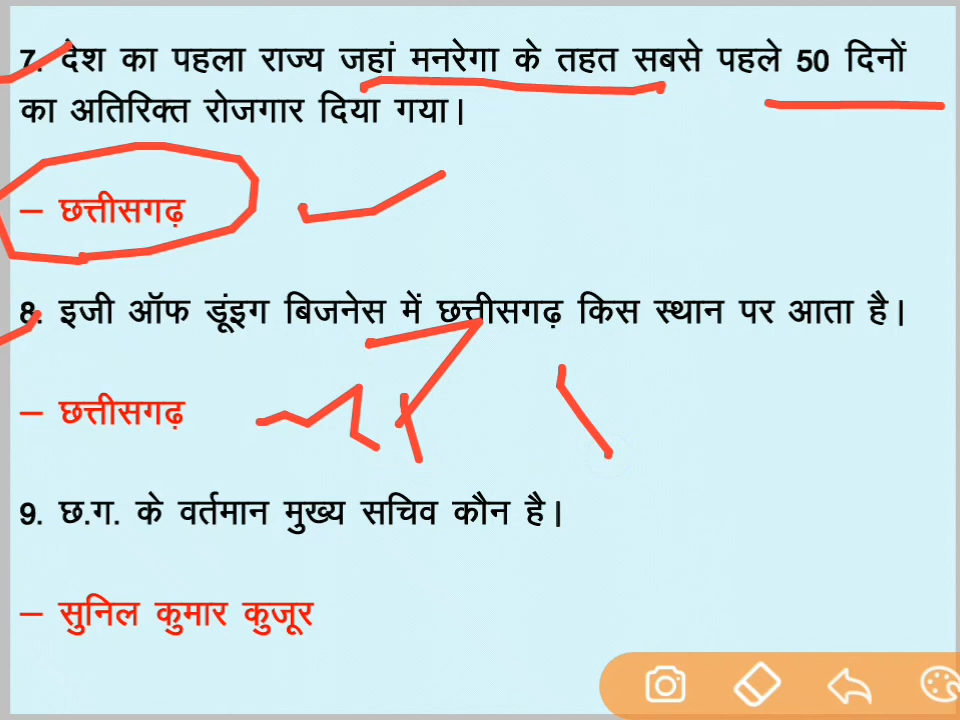 7. देश का पहला राज्य जहां मनरेगा के तहत सबसे पहले 50 दिनों
का अतिरिक्त रोजगार दिया गया।
– छत्तीसगढ़
8. इजी ऑफ डूंइग बिजनेस में छत्तीसगढ़ किस स्थान पर आता है।
– छत्तीसगढ़
9. छ.ग. के वर्तमान मुख्य सचिव कौन है।
– सुनिल कुमार कुजूर